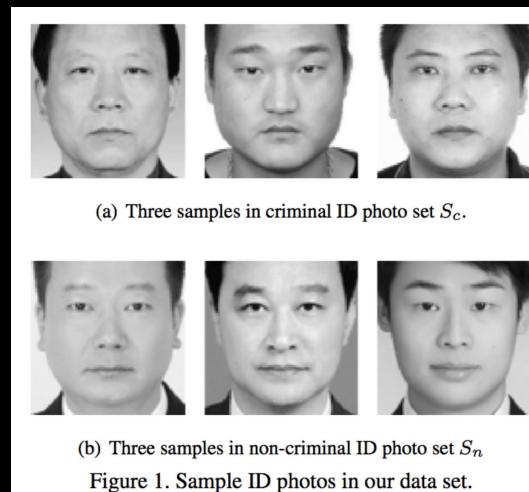 (a) Three samples in criminal ID photo set S_c.
(b) Three samples in non-criminal ID photo set S_n
Figure 1. Sample ID photos in our data set.